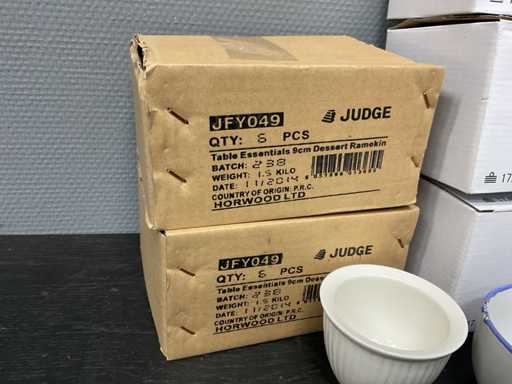 JFY049
JUDGE
QTY: 6 PCS
Table Essentials 9cm Dessert Ramekin
BATCH: 238
WEIGHT: 1.5 KILO
DATE: 11/2014
COUNTRY OF ORIGIN: P.R.C.
HORWOOD LTD
JFY049
JUDGE
QTY: 6 PCS
Table Essentials 9cm Dessert
BATCH: 238
WEIGHT: 1.5 KILO
DATE: 11/2014
COUNTRY OF ORIGIN: P.R.C.
HORWOOD LTD